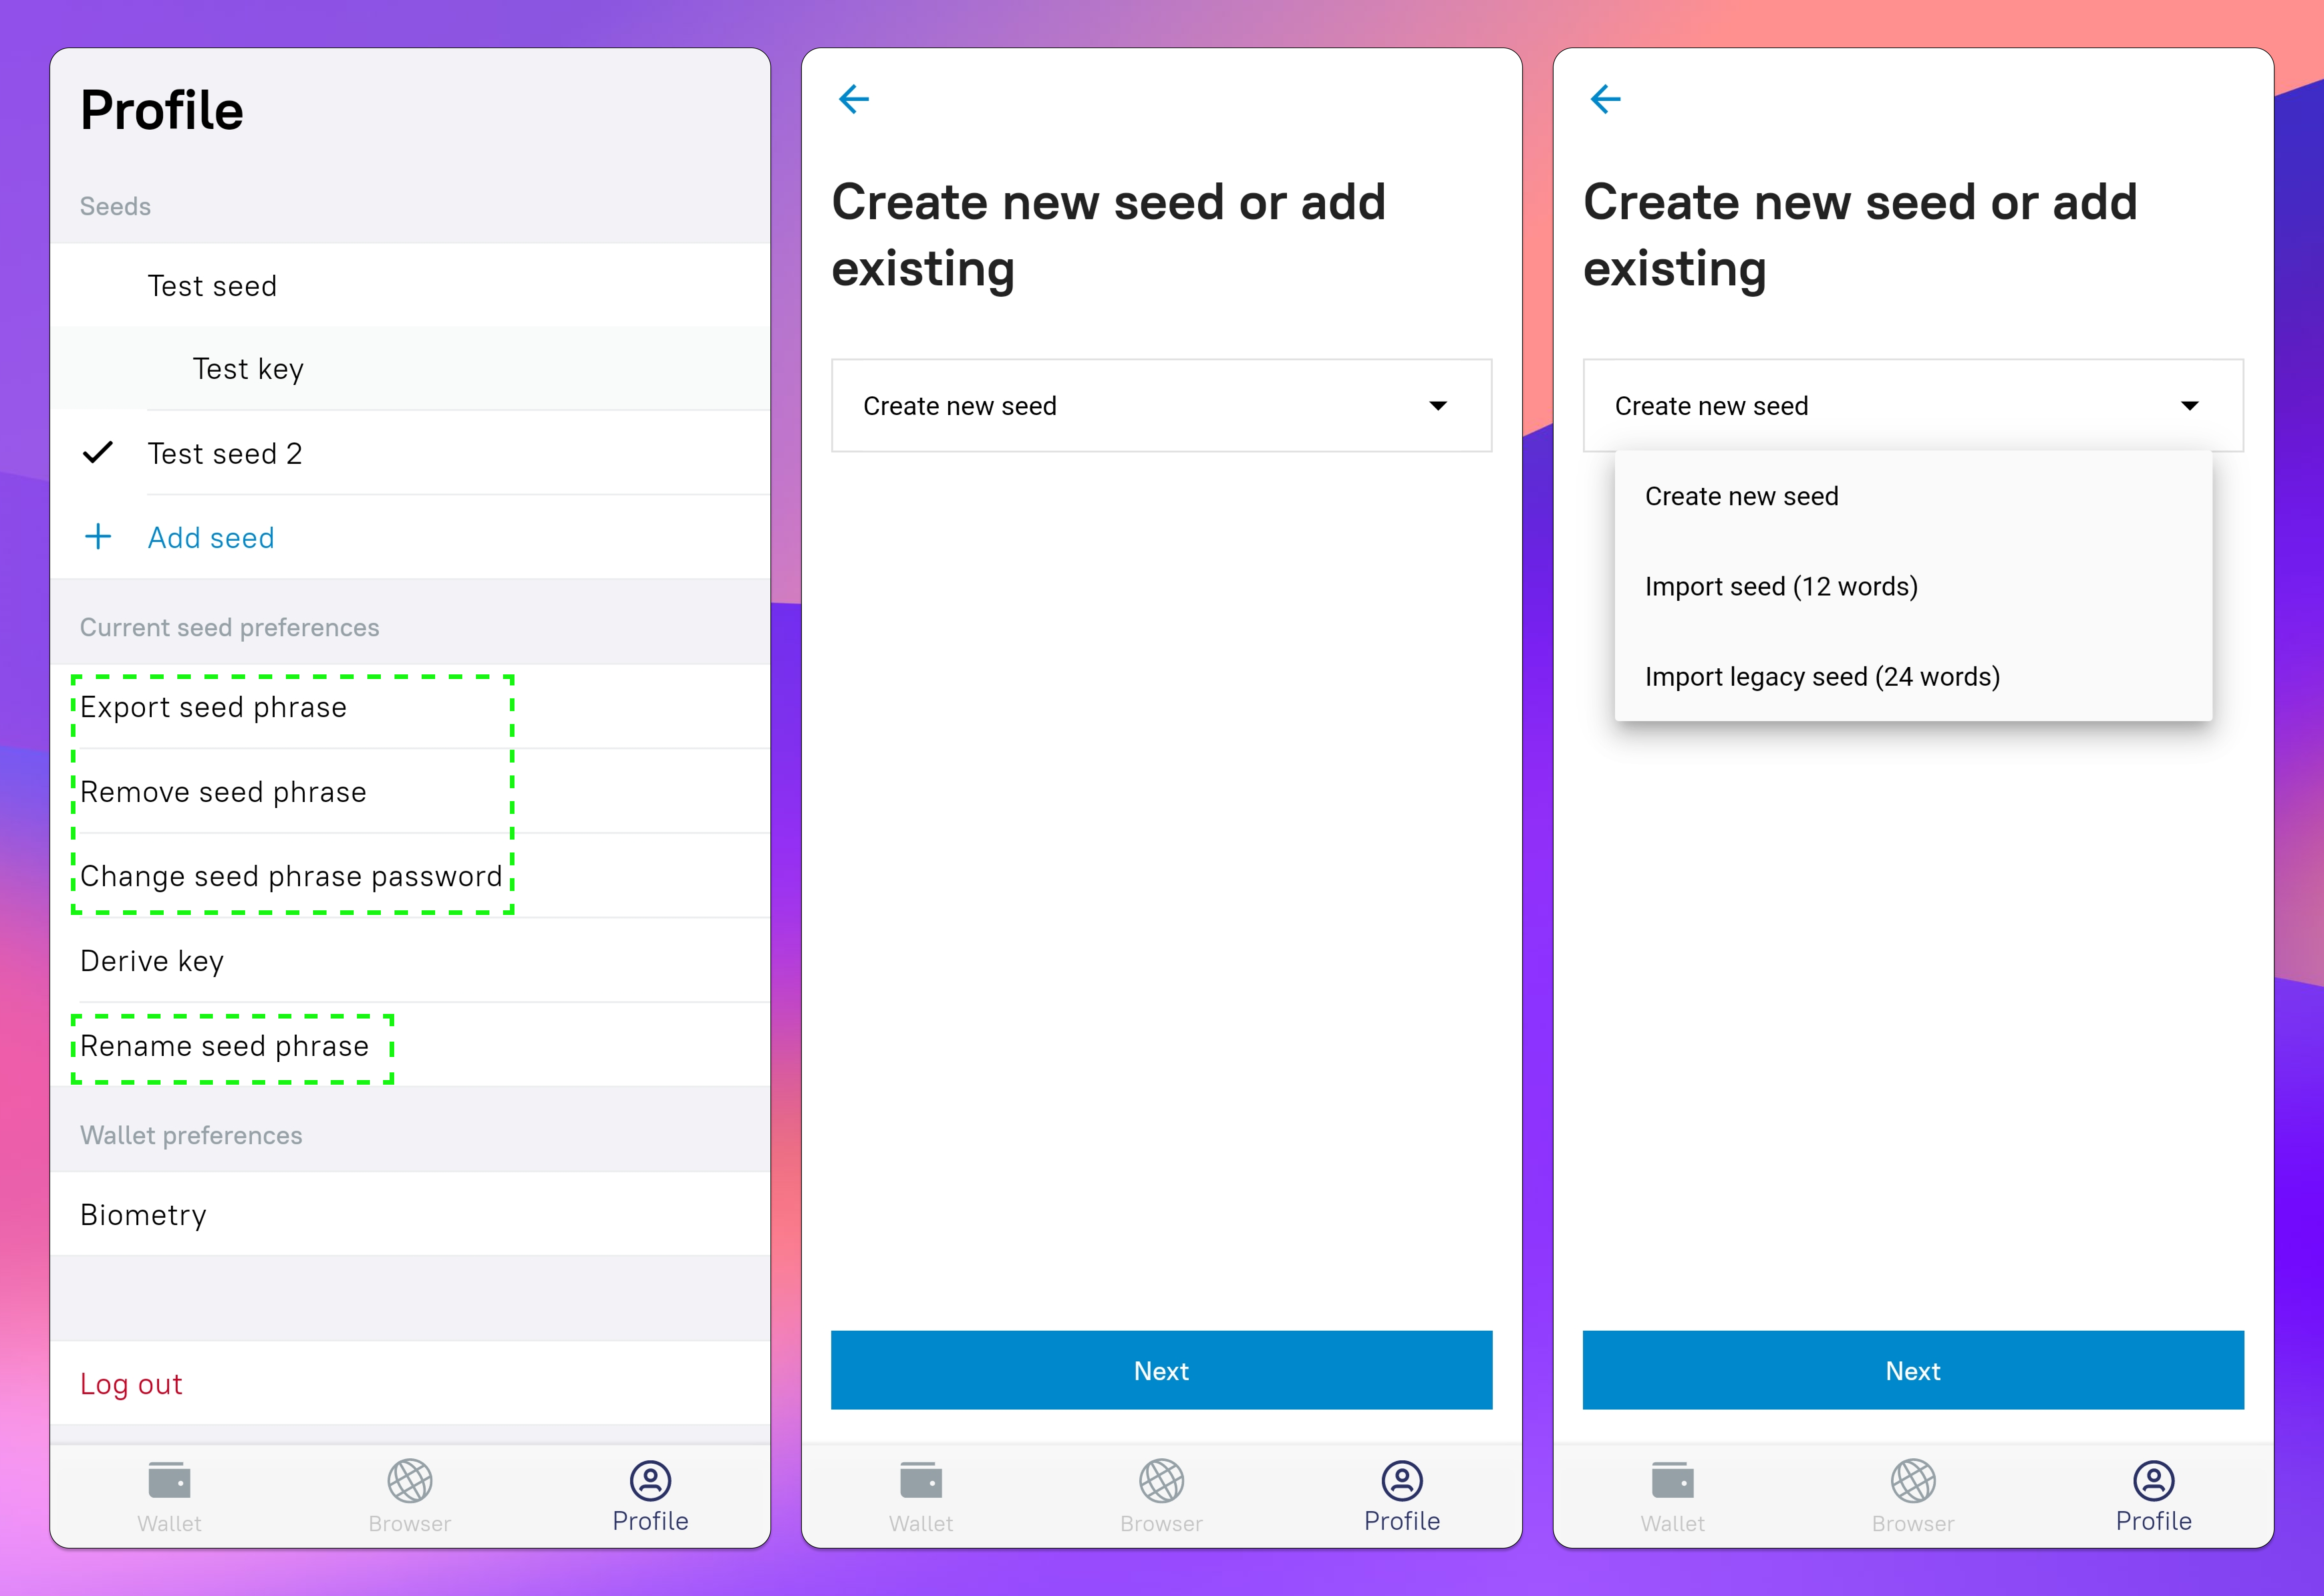 Profile
Seeds
Test seed
Test key
Test seed 2
Add seed
Current seed preferences
Export seed phrase
Remove seed phrase
Change seed phrase password
Derive key
Rename seed phrase
Wallet preferences
Biometry
Log out
Wallet
Browser
Profile
Create new seed or add
existing
Create new seed
Next
Wallet
Browser
Profile
Create new seed or add
existing
Create new seed
Create new seed
Import seed (12 words)
Import legacy seed (24 words)
Next
Wallet
Browser
Profile